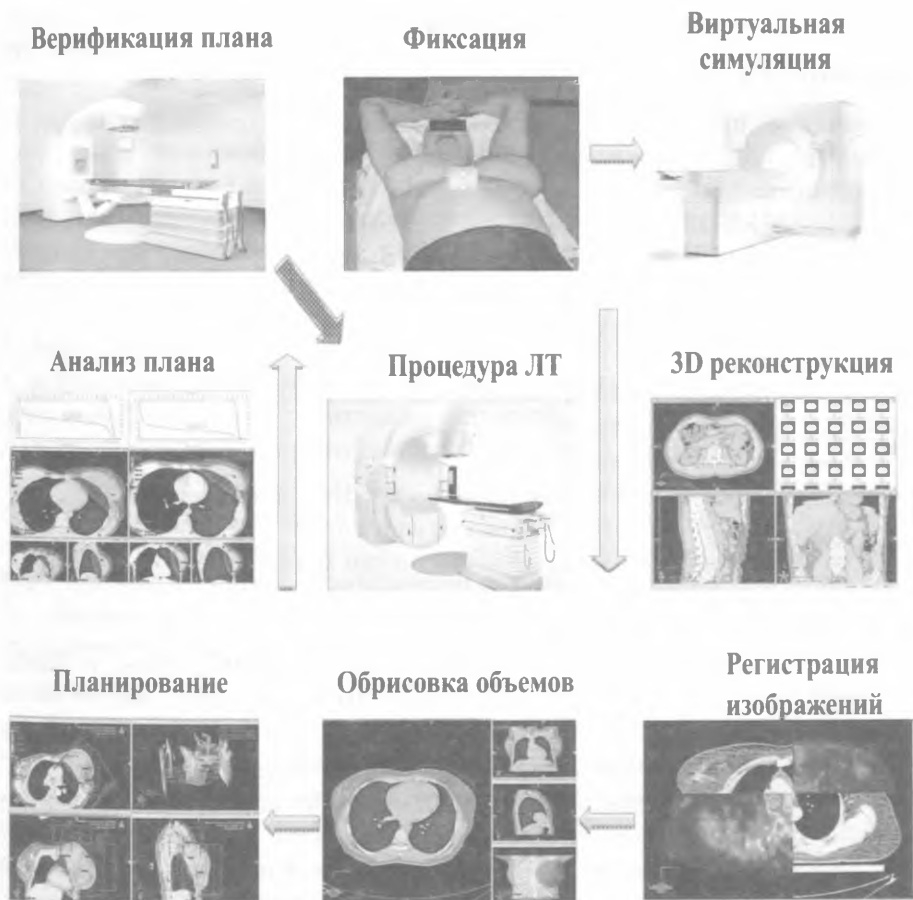 Верификация плана
Фиксация
Виртуальная
симуляция
Анализ плана
Процедура ЛТ
3D реконструкция
Планирование
Обрисовка объемов
Регистрация
изображений